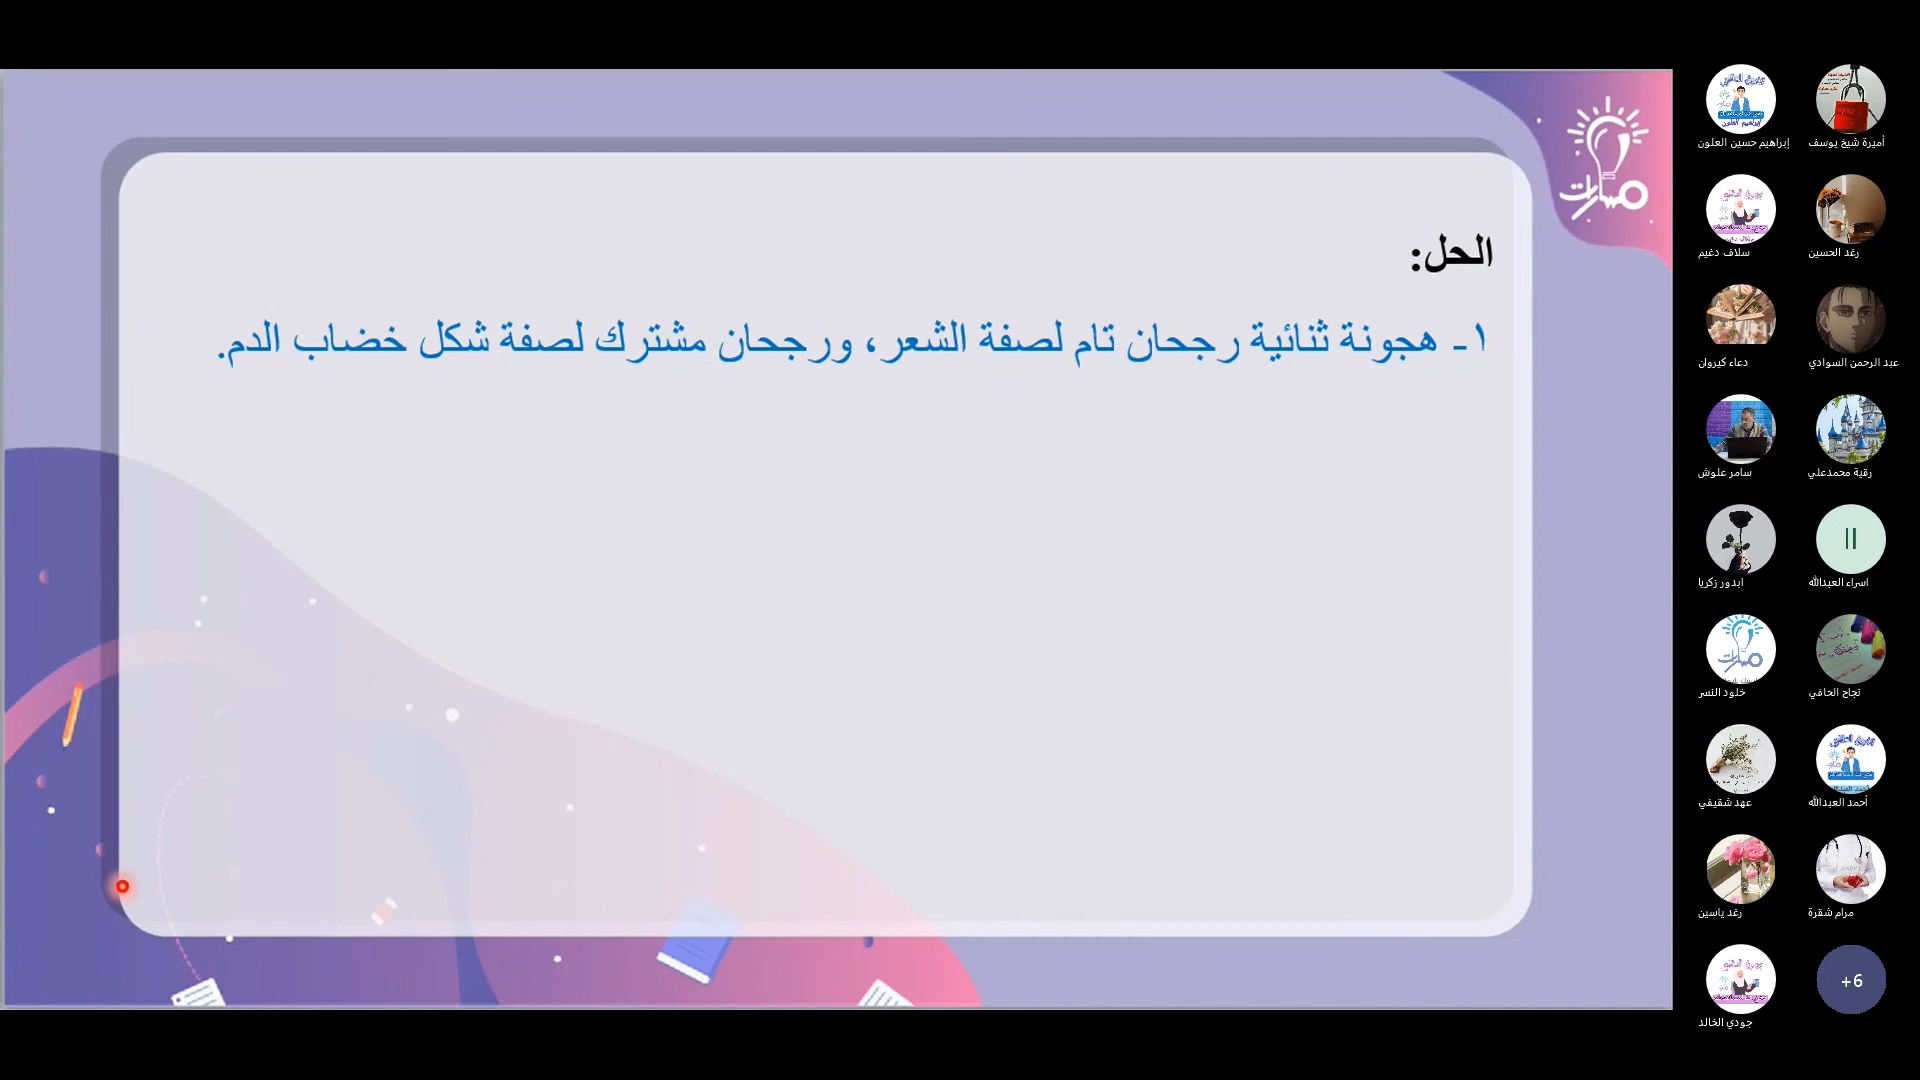 مسارات
الحل:
١- هجونة ثنائية رجحان تام لصفة الشعر، ورجحان مشترك لصفة شكل خضاب الدم.
إبراهيم حسين العلون
أميرة شيخ يوسف
سلاف دغيم
رغد الحسين
دعاء كيروان
عبد الرحمن السوادي
سامر علوش
رقية محمدعلي
ابدور زكريا
اا
اسراء العبدالله
خلود النسر
نجاح الحافي
عهد شقيفي
أحمد العبدالله
رغد ياسين
مرام شقرة
جودي الخالد
+6